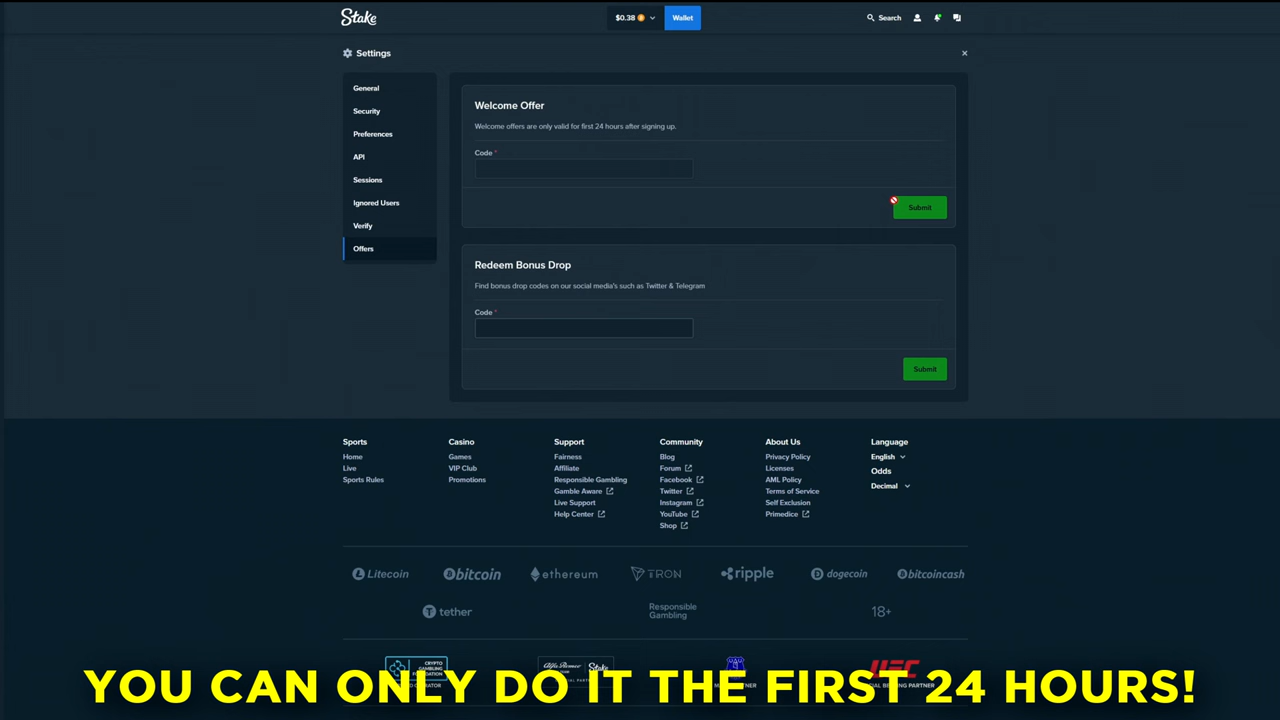 Stake
$0.38
Wallet
Search
Settings
General
Security
Preferences
API
Sessions
Ignored Users
Verify
Offers
Welcome Offer
Welcome offers are only valid for first 24 hours after signing up.
Code *
Submit
Redeem Bonus Drop
Find bonus drop codes on our social media's such as Twitter & Telegram
Code *
Submit
Sports
Home
Live
Sports Rules
Casino
Games
VIP Club
Promotions
Support
Fairness
Affiliate
Responsible Gambling
Gamble Aware
Live Support
Help Center
Community
Blog
Forum
Facebook
Twitter
Instagram
YouTube
Shop
About Us
Privacy Policy
Licenses
AML Policy
Terms of Service
Self Exclusion
Primedice
Language
English
Odds
Decimal
Litecoin
bitcoin
ethereum
TRON
ripple
dogecoin
bitcoincash
tether
Responsible
Gambling
18+
CRYPTO
GAMBLING
FOUNDATION
Stake
UFC
YOU CAN ONLY DO IT THE FIRST 24 HOURS!